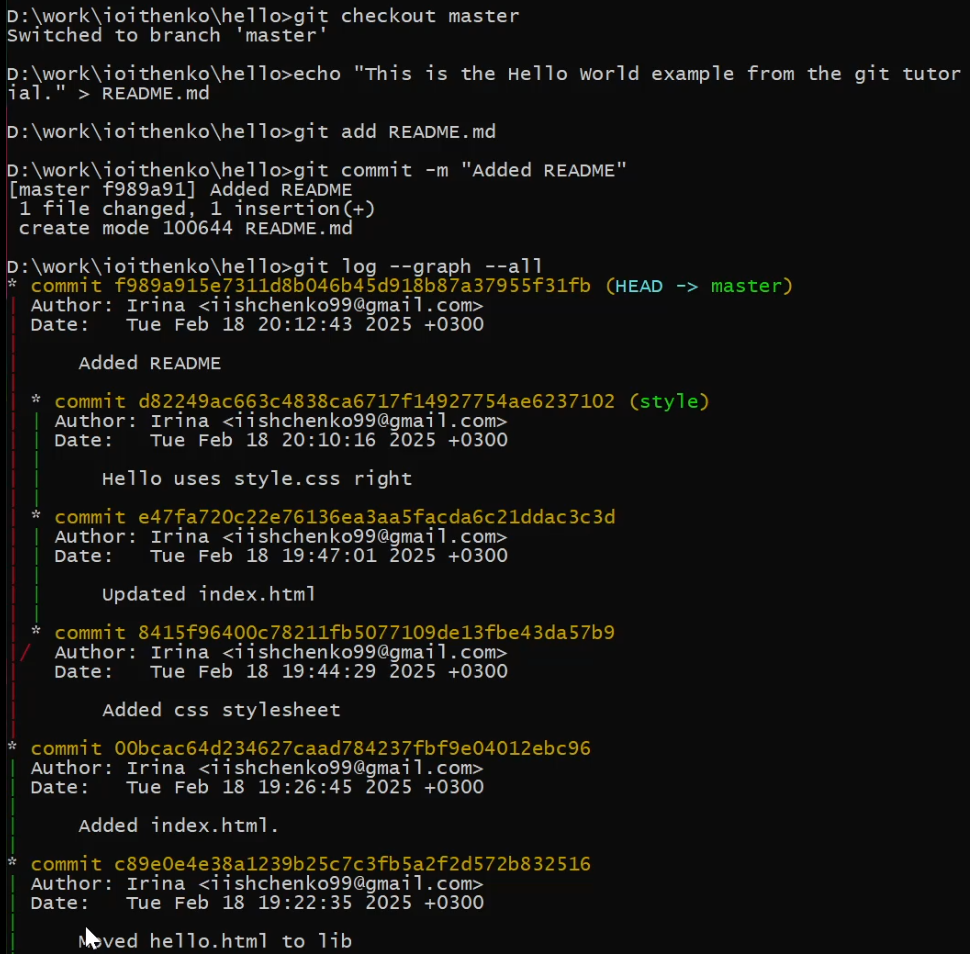 D:\work\ioithenko\hello>git checkout master
Switched to branch 'master'
D:\work\ioithenko\hello>echo "This is the Hello World example from the git tutor
ial." > README.md
D:\work\ioithenko\hello>git add README.md
D:\work\ioithenko\hello>git commit -m "Added README"
[master f989a91] Added README
1 file changed, 1 insertion(+)
create mode 100644 README.md
D:\work\ioithenko\hello>git log --graph --all
* commit f989a915e7311d8b046b45d918b87a37955f31fb (HEAD -> master)
| Author: Irina <iishchenko99@gmail.com>
| Date:   Tue Feb 18 20:12:43 2025 +0300
|
|     Added README
|
| * commit d82249ac663c4838ca6717f14927754ae6237102 (style)
| | Author: Irina <iishchenko99@gmail.com>
| | Date:   Tue Feb 18 20:10:16 2025 +0300
| |
| |     Hello uses style.css right
| |
| * commit e47fa720c22e76136ea3aa5facda6c21ddac3c3d
| | Author: Irina <iishchenko99@gmail.com>
| | Date:   Tue Feb 18 19:47:01 2025 +0300
| |
| |     Updated index.html
| |
| * commit 8415f96400c78211fb5077109de13fbe43da57b9
|/  Author: Irina <iishchenko99@gmail.com>
|   Date:   Tue Feb 18 19:44:29 2025 +0300
|
|       Added css stylesheet
|
* commit 00bcac64d234627caad784237fbf9e04012ebc96
| Author: Irina <iishchenko99@gmail.com>
| Date:   Tue Feb 18 19:26:45 2025 +0300
|
|     Added index.html.
|
* commit c89e0e4e38a1239b25c7c3fb5a2f2d572b832516
| Author: Irina <iishchenko99@gmail.com>
| Date:   Tue Feb 18 19:22:35 2025 +0300
|
|     Moved hello.html to lib